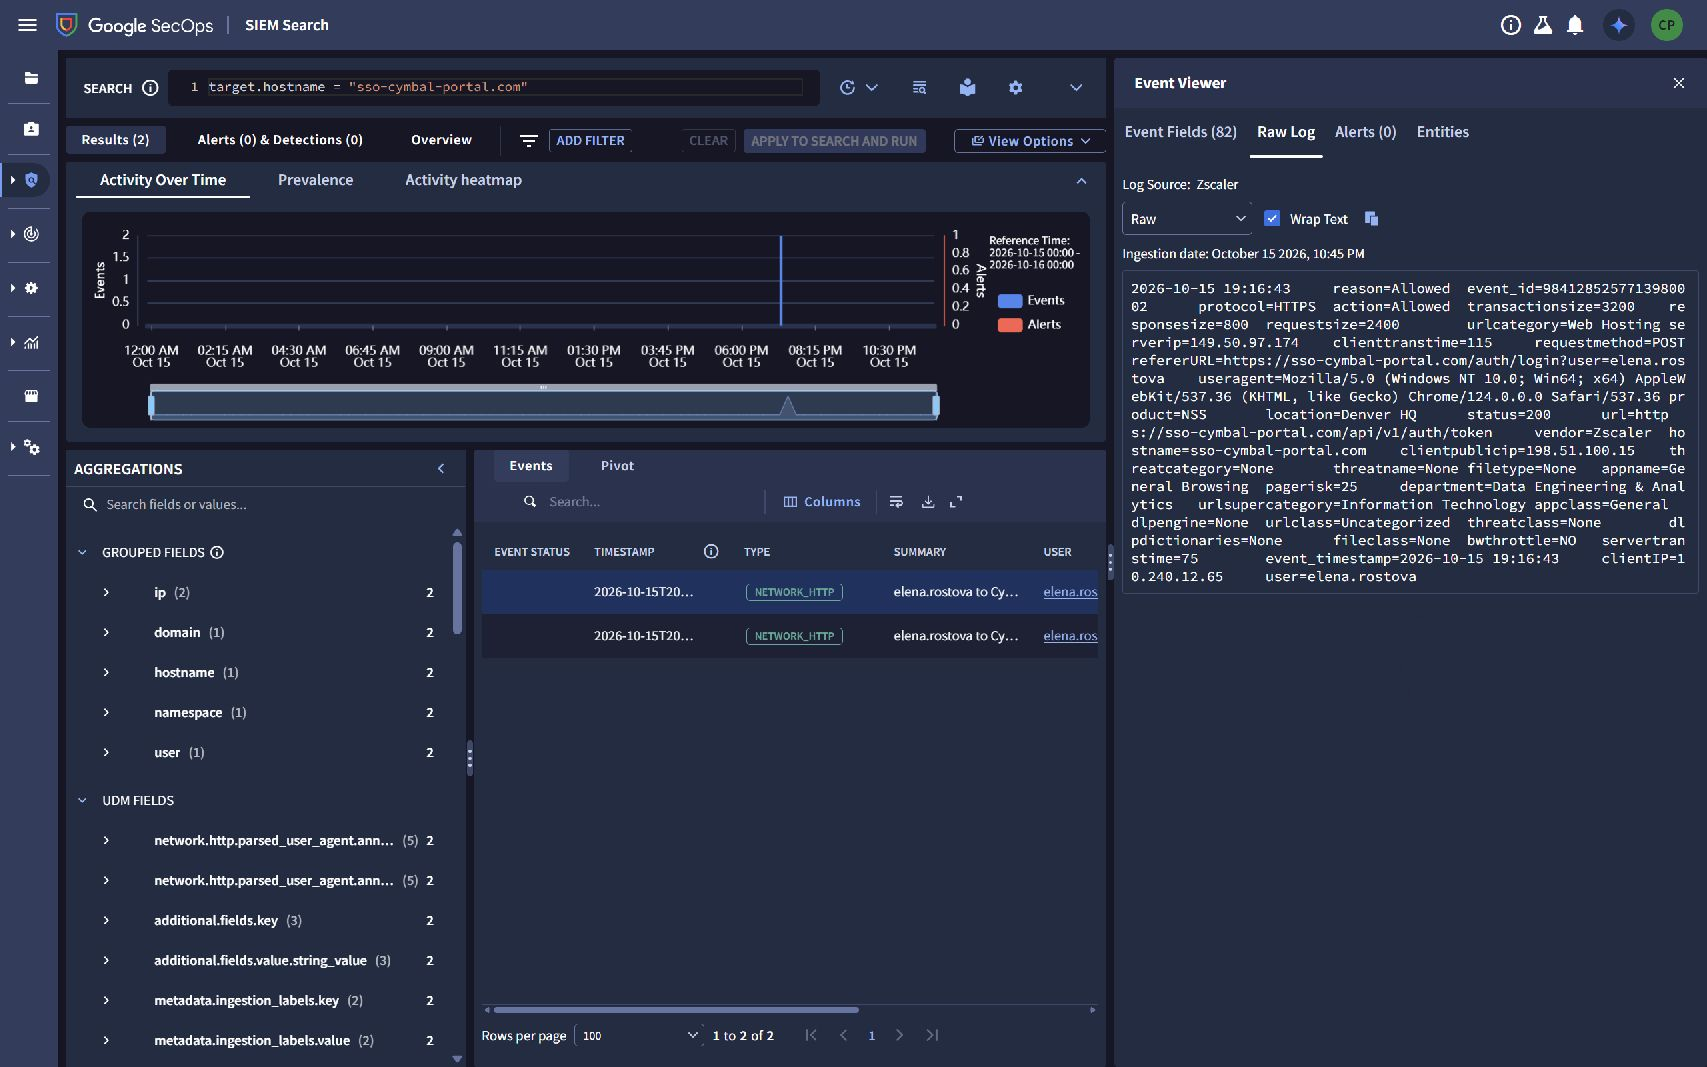 Google SecOps | SIEM Search
CP
SEARCH
1 target.hostname = "sso-cymbal-portal.com"
Results (2)
Alerts (0) & Detections (0)
Overview
ADD FILTER
CLEAR
APPLY TO SEARCH AND RUN
View Options
Activity Over Time
Prevalence
Activity heatmap
Events
2
1.5
1
0.5
0
1
0.8
0.6
0.4
0.2
0
Alerts
Reference Time:
2026-10-15 00:00 -
2026-10-16 00:00
Events
Alerts
12:00 AM 02:15 AM 04:30 AM 06:45 AM 09:00 AM 11:15 AM 01:30 PM 03:45 PM 06:00 PM 08:15 PM 10:30 PM
Oct 15 Oct 15 Oct 15 Oct 15 Oct 15 Oct 15 Oct 15 Oct 15 Oct 15 Oct 15 Oct 15
AGGREGATIONS
Search fields or values...
GROUPED FIELDS
ip (2) 2
domain (1) 2
hostname (1) 2
namespace (1) 2
user (1) 2
UDM FIELDS
network.http.parsed_user_agent.ann... (5) 2
network.http.parsed_user_agent.ann... (5) 2
additional.fields.key (3) 2
additional.fields.value.string_value (3) 2
metadata.ingestion_labels.key (2) 2
metadata.ingestion_labels.value (2) 2
Events
Pivot
Search...
Columns
EVENT STATUS TIMESTAMP TYPE SUMMARY USER
2026-10-15T20... NETWORK_HTTP elena.rostova to Cy... elena.ros
2026-10-15T20... NETWORK_HTTP elena.rostova to Cy... elena.ros
Rows per page 100 1 to 2 of 2 1
Event Viewer
Event Fields (82)
Raw Log
Alerts (0)
Entities
Log Source: Zscaler
Raw
Wrap Text
Ingestion date: October 15 2026, 10:45 PM
2026-10-15 19:16:43 reason=Allowed event_id=98412852577139800
02 protocol=HTTPS action=Allowed transactionsize=3200 re
sponsesize=800 requestsize=2400 urlcategory=Web Hosting se
rverip=149.50.97.174 clienttranstime=115 requestmethod=POST
refererURL=https://sso-cymbal-portal.com/auth/login?user=elena.ros
tova useragent=Mozilla/5.0 (Windows NT 10.0; Win64; x64) AppleW
ebKit/537.36 (KHTML, like Gecko) Chrome/124.0.0.0 Safari/537.36 pr
oduct=NSS location=Denver HQ status=200 url=http
s://sso-cymbal-portal.com/api/v1/auth/token vendor=Zscaler ho
stname=sso-cymbal-portal.com clientpublicip=198.51.100.15 th
reatcategory=None threatname=None filetype=None appname=Ge
neral Browsing pagerisk=25 department=Data Engineering & Anal
ytics urlsupercategory=Information Technology appclass=General
dlpengine=None urlclass=Uncategorized threatclass=None dl
pdictionaries=None fileclass=None bwthrottle=NO servertran
stime=75 event_timestamp=2026-10-15 19:16:43 clientIP=1
0.240.12.65 user=elena.rostova